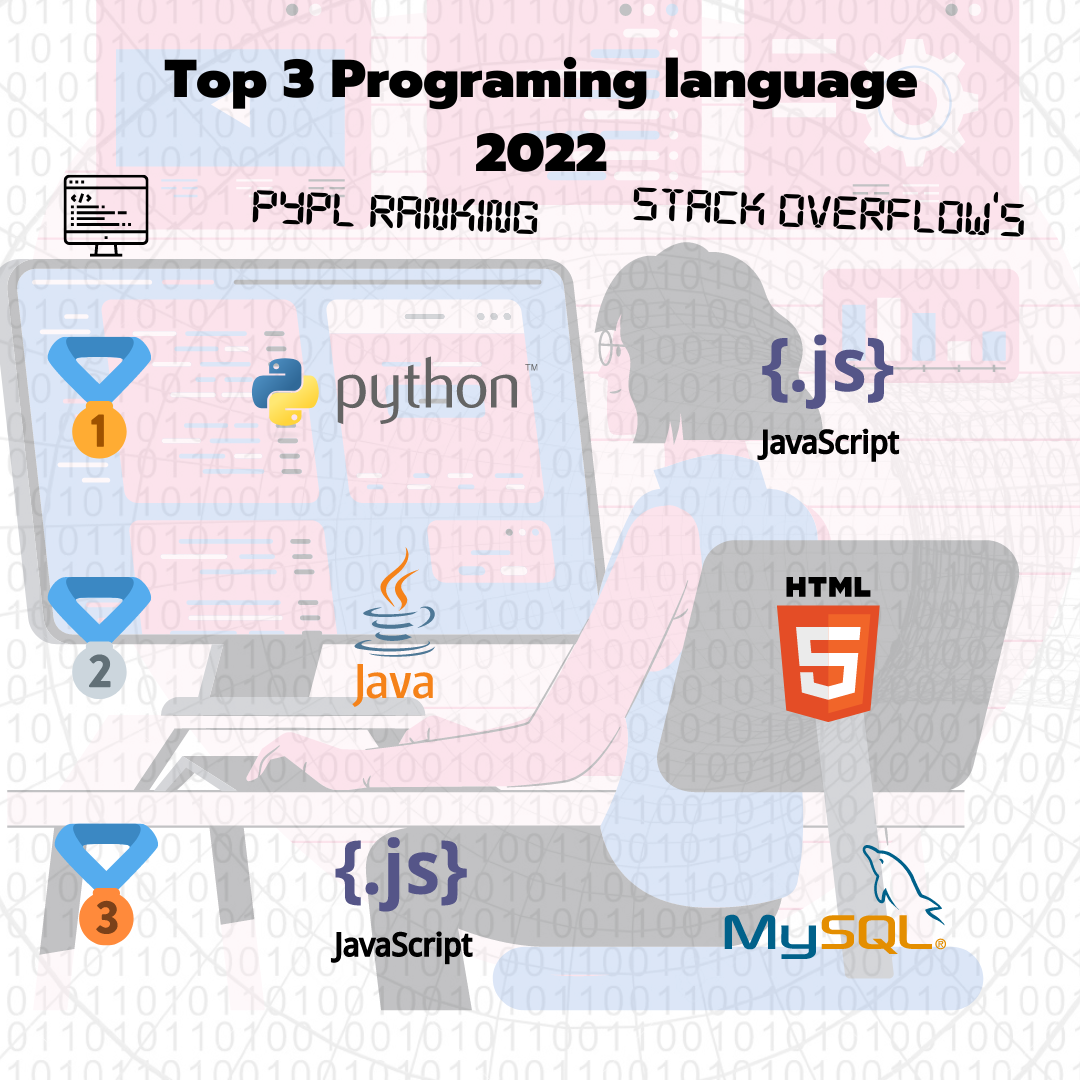 Top 3 Programing language
2022
</>
PYPL RANKING
STACK OVERFLOW'S
1
python™
{.js}
JavaScript
2
Java
HTML
5
3
{.js}
JavaScript
MySQL®